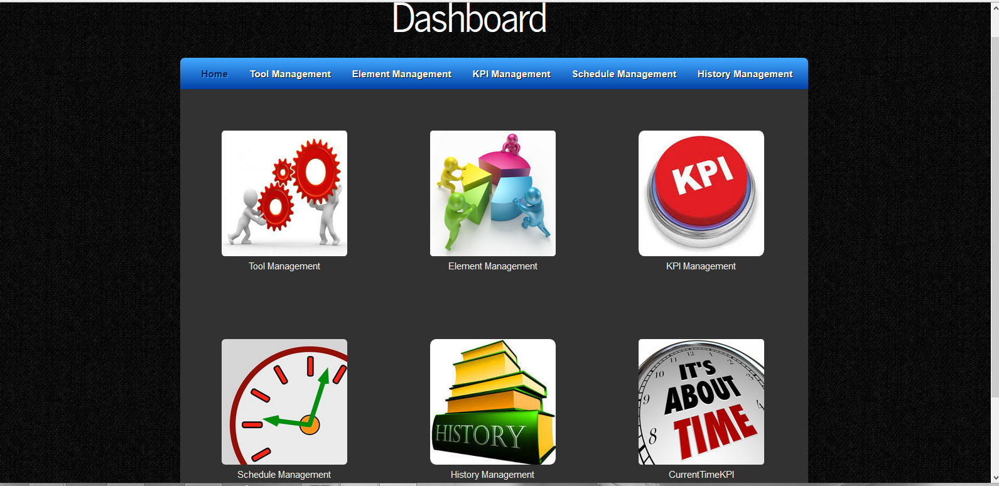 Dashboard
Home Tool Management Element Management KPI Management Schedule Management History Management
KPI
Tool Management Element Management KPI Management
IT'S
ABOUT
TIME
HISTORY
11 12 1 2
10
9
4
8
Schedule Management History Management CurrentTimeKPI